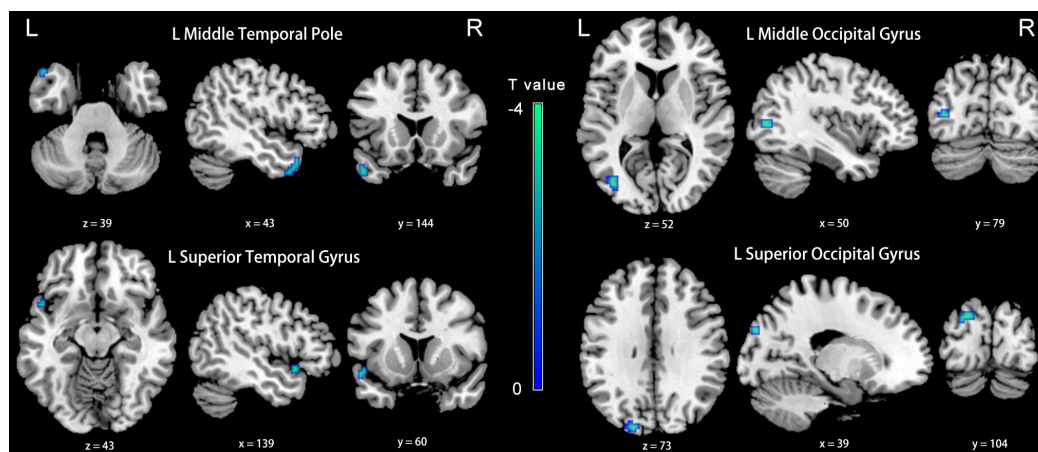 L
L Middle Temporal Pole
R
z = 39
x = 43
y = 144
L Superior Temporal Gyrus
z = 43
x = 139
y = 60
T value
-4
0
L
L Middle Occipital Gyrus
R
z = 52
x = 50
y = 79
L Superior Occipital Gyrus
z = 73
x = 39
y = 104